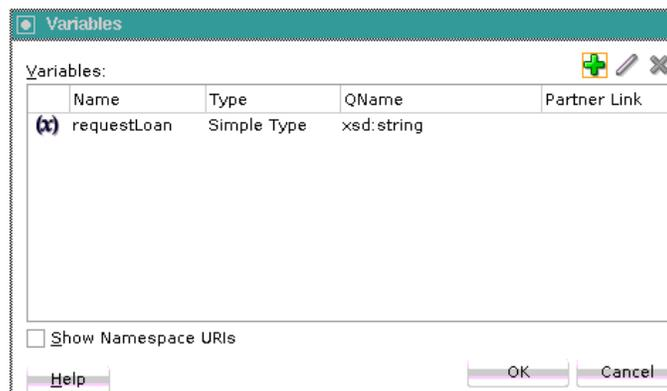 Variables
Variables:
Name Type QName Partner Link
(x) requestLoan Simple Type xsd:string
Show Namespace URIs
Help OK Cancel